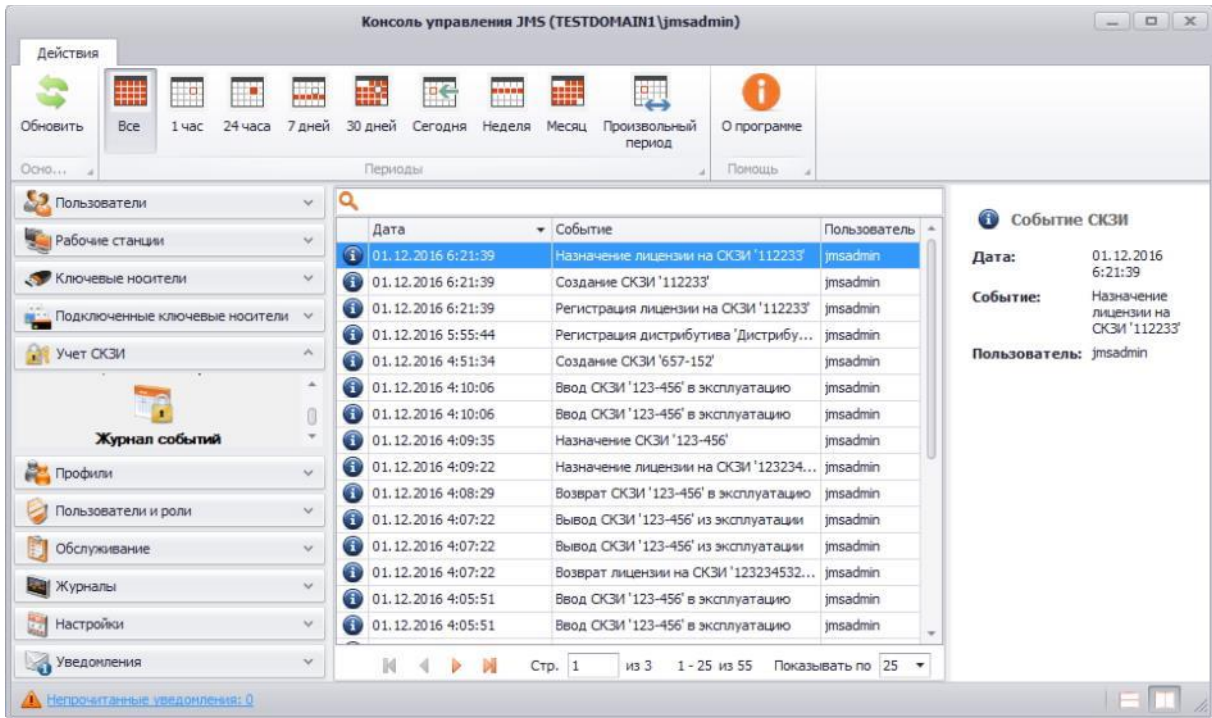 Консоль управления JMS (TESTDOMAIN1\jmsadmin)
Действия
Обновить
Все
1 час
24 часа
7 дней
30 дней
Сегодня
Неделя
Месяц
Произвольный
период
О программе
Осно...
Периоды
Помощь
Пользователи
Рабочие станции
Ключевые носители
Подключенные ключевые носители
Учет СКЗИ
Журнал событий
Профили
Пользователи и роли
Обслуживание
Журналы
Настройки
Уведомления
Дата Событие Пользователь
01.12.2016 6:21:39 Назначение лицензии на СКЗИ '112233' jmsadmin
01.12.2016 6:21:39 Создание СКЗИ '112233' jmsadmin
01.12.2016 6:21:39 Регистрация лицензии на СКЗИ '112233' jmsadmin
01.12.2016 5:55:44 Регистрация дистрибутива 'Дистрибу... jmsadmin
01.12.2016 4:51:34 Создание СКЗИ '657-152' jmsadmin
01.12.2016 4:10:06 Ввод СКЗИ '123-456' в эксплуатацию jmsadmin
01.12.2016 4:10:06 Ввод СКЗИ '123-456' в эксплуатацию jmsadmin
01.12.2016 4:09:35 Назначение СКЗИ '123-456' jmsadmin
01.12.2016 4:09:22 Назначение лицензии на СКЗИ '123234... jmsadmin
01.12.2016 4:08:29 Возврат СКЗИ '123-456' в эксплуатацию jmsadmin
01.12.2016 4:07:22 Вывод СКЗИ '123-456' из эксплуатации jmsadmin
01.12.2016 4:07:22 Вывод СКЗИ '123-456' из эксплуатации jmsadmin
01.12.2016 4:07:22 Возврат лицензии на СКЗИ '123234532... jmsadmin
01.12.2016 4:05:51 Ввод СКЗИ '123-456' в эксплуатацию jmsadmin
01.12.2016 4:05:51 Ввод СКЗИ '123-456' в эксплуатацию jmsadmin
Стр. 1 из 3 1 - 25 из 55 Показывать по 25
Событие СКЗИ
Дата: 01.12.2016
6:21:39
Событие: Назначение
лицензии на
СКЗИ '112233'
Пользователь: jmsadmin
Непрочитанные уведомления: 0